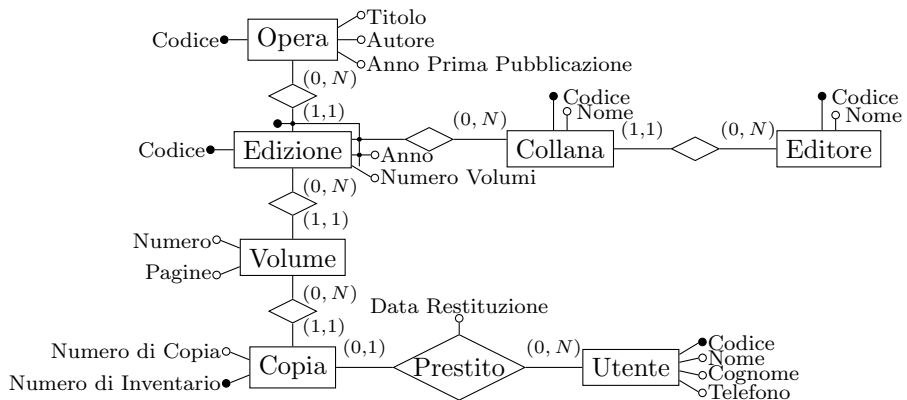 Titolo
Codice Opera Autore
Anno Prima Pubblicazione
(0, N)
(1,1)
Codice Codice
Nome Nome
(0, N) (1,1) (0, N)
Codice Edizione Collana Editore
Anno
Numero Volumi
(0, N)
(1, 1)
Numero
Volume
Pagine
(0, N)
Data Restituzione
(1,1)
Numero di Copia (0,1) (0, N) Codice
Nome
Copia Prestito Utente
Cognome
Numero di Inventario
Telefono